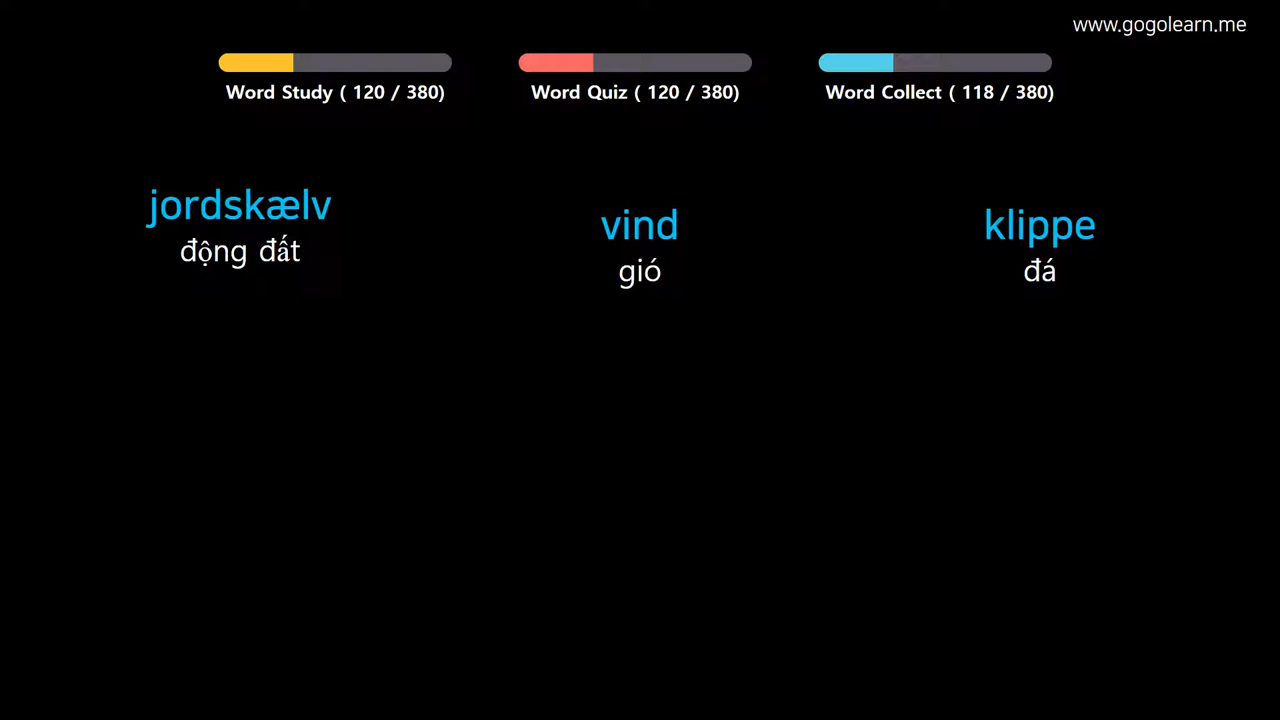 www.gogolearn.me
Word Study ( 120 / 380)
Word Quiz ( 120 / 380)
Word Collect ( 118 / 380)
jordskælv
động đất
vind
gió
klippe
đá